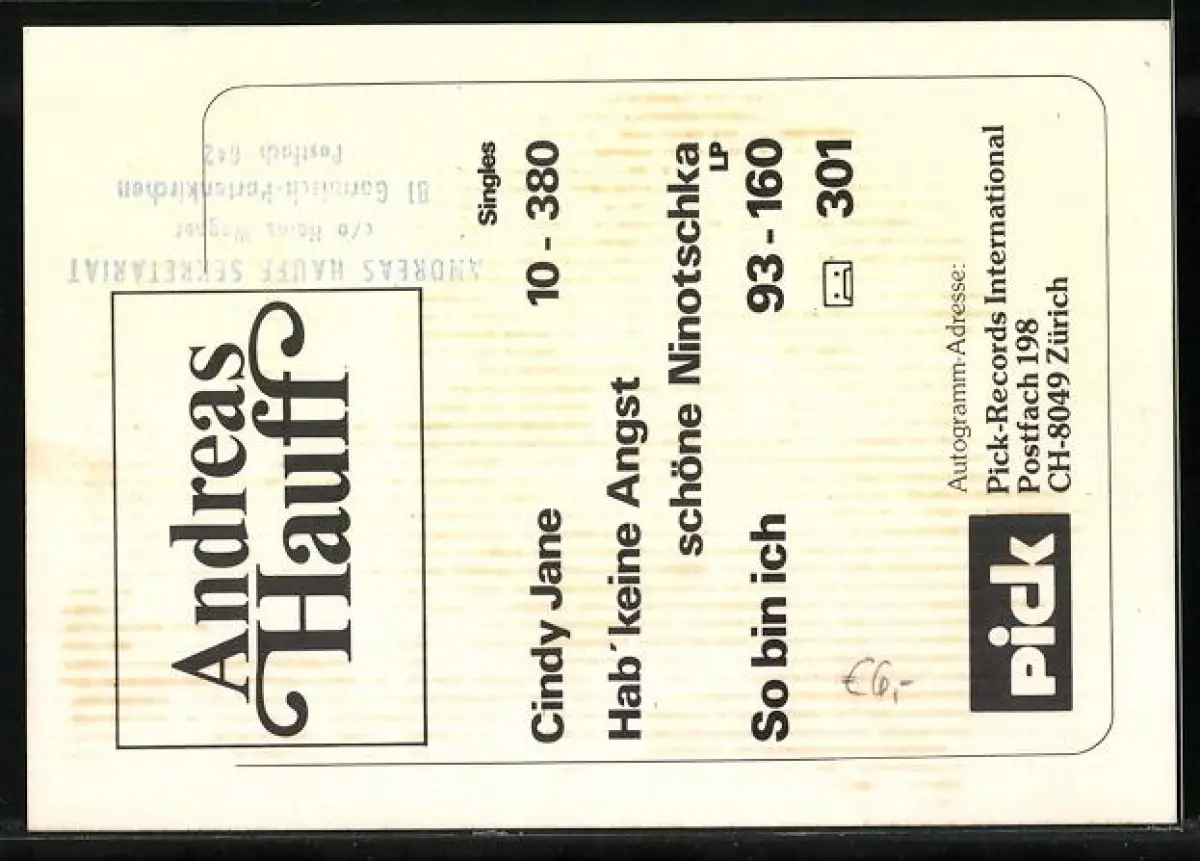 Andreas
Hauff
Singles
Cindy Jane 10 - 380
Hab´keine Angst
schöne Ninotschka
LP
So bin ich 93 - 160
301
Autogramm-Adresse:
Pick-Records International
Postfach 198
CH-8049 Zürich
pick
€6,-
ANDREAS HAUFF SEKRETARIAT
c/o Wagner
81 Garmisch-Partenkirchen
Postfach 642